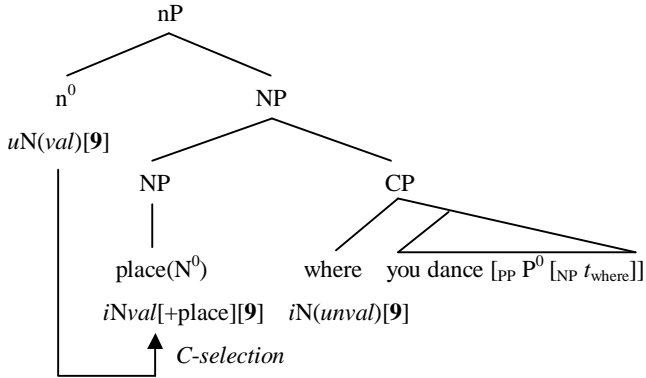 nP
n⁰ NP
uN(val)[9]
NP CP
place(N⁰) where you dance [PP P⁰ [NP twhere]]
iNval[+place][9] iN(unval)[9]
C-selection